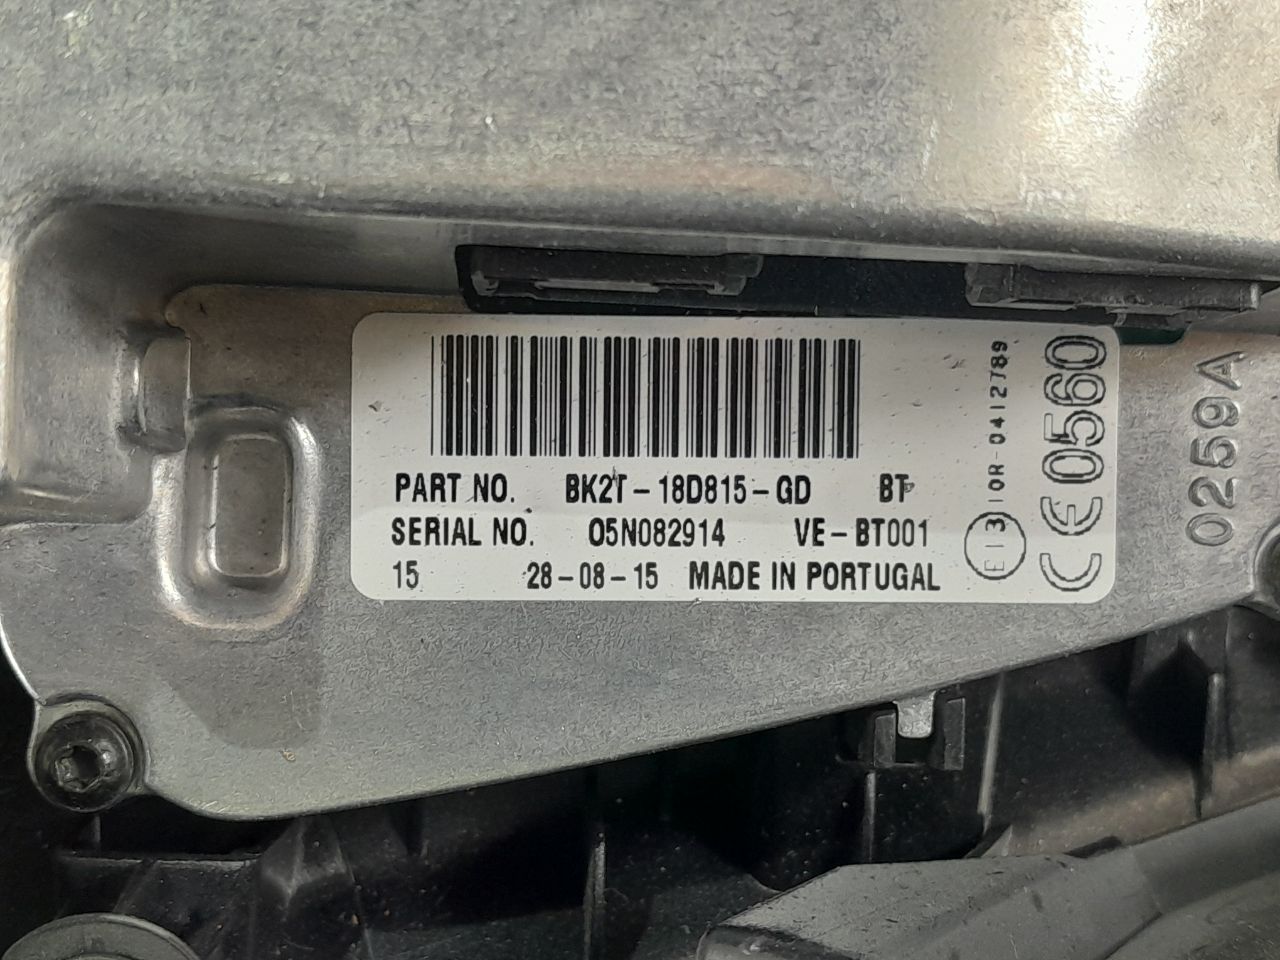 PART NO. BK2T-18D815-GD BT
SERIAL NO. 05N082914 VE-BT001
15 28-08-15 MADE IN PORTUGAL
E13 10R-0412789
CE0560
0259A